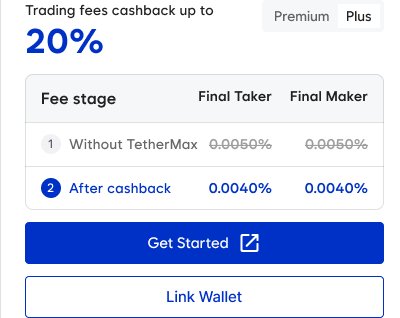 Trading fees cashback up to
Premium Plus
20%
Fee stage Final Taker Final Maker
1 Without TetherMax 0.0050% 0.0050%
2 After cashback 0.0040% 0.0040%
Get Started
Link Wallet